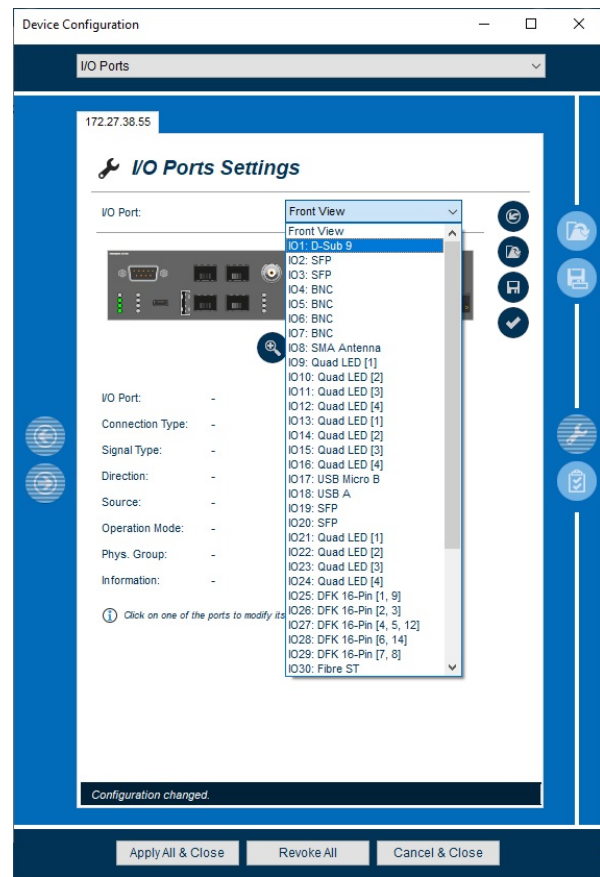 Device Configuration
I/O Ports
172.27.38.55
I/O Ports Settings
I/O Port: Front View
Front View
IO1: D-Sub 9
IO2: SFP
IO3: SFP
IO4: BNC
IO5: BNC
IO6: BNC
IO7: BNC
IO8: SMA Antenna
IO9: Quad LED [1]
IO10: Quad LED [2]
IO11: Quad LED [3]
IO12: Quad LED [4]
IO13: Quad LED [1]
IO14: Quad LED [2]
IO15: Quad LED [3]
IO16: Quad LED [4]
IO17: USB Micro B
IO18: USB A
IO19: SFP
IO20: SFP
IO21: Quad LED [1]
IO22: Quad LED [2]
IO23: Quad LED [3]
IO24: Quad LED [4]
IO25: DFK 16-Pin [1, 9]
IO26: DFK 16-Pin [2, 3]
IO27: DFK 16-Pin [4, 5, 12]
IO28: DFK 16-Pin [6, 14]
IO29: DFK 16-Pin [7, 8]
IO30: Fibre ST
I/O Port: -
Connection Type: -
Signal Type: -
Direction: -
Source: -
Operation Mode: -
Phys. Group: -
Information: -
Click on one of the ports to modify its
Configuration changed.
Apply All & Close Revoke All Cancel & Close